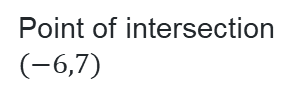 Point of intersection
(−6,7)